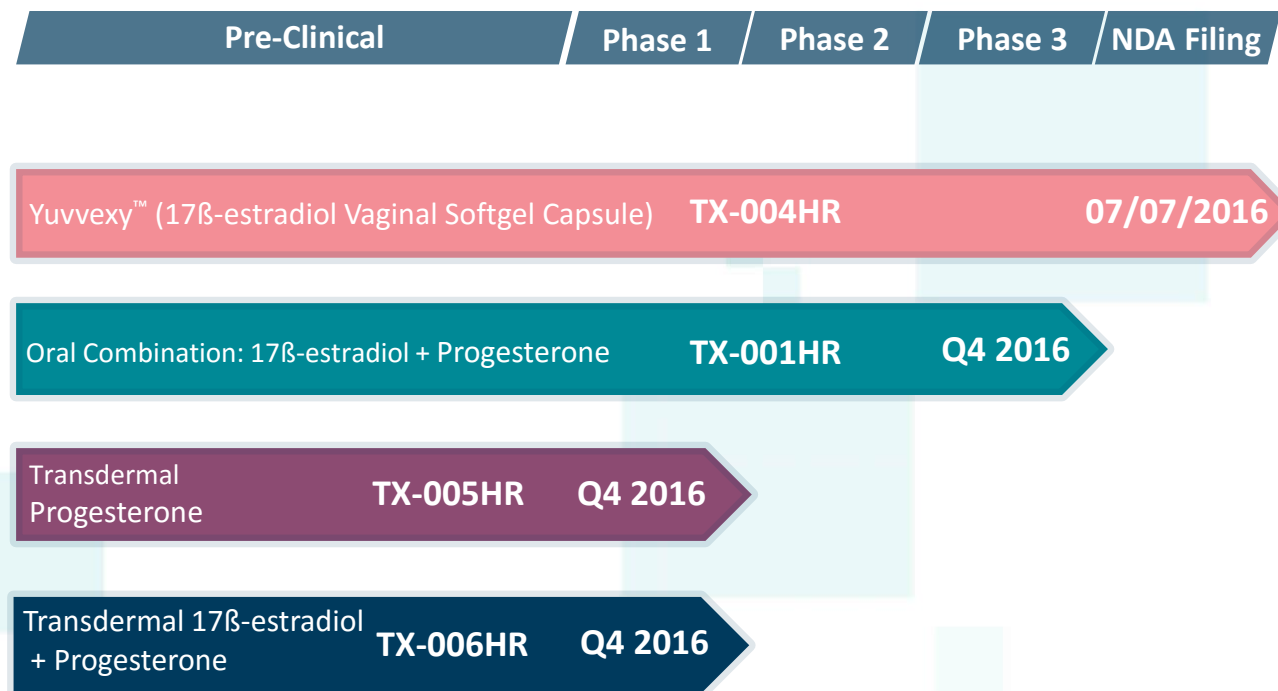 Pre-Clinical Phase 1 Phase 2 Phase 3 NDA Filing
Yuvvexy™ (17ß-estradiol Vaginal Softgel Capsule) TX-004HR 07/07/2016
Oral Combination: 17ß-estradiol + Progesterone TX-001HR Q4 2016
Transdermal
Progesterone TX-005HR Q4 2016
Transdermal 17ß-estradiol
+ Progesterone TX-006HR Q4 2016